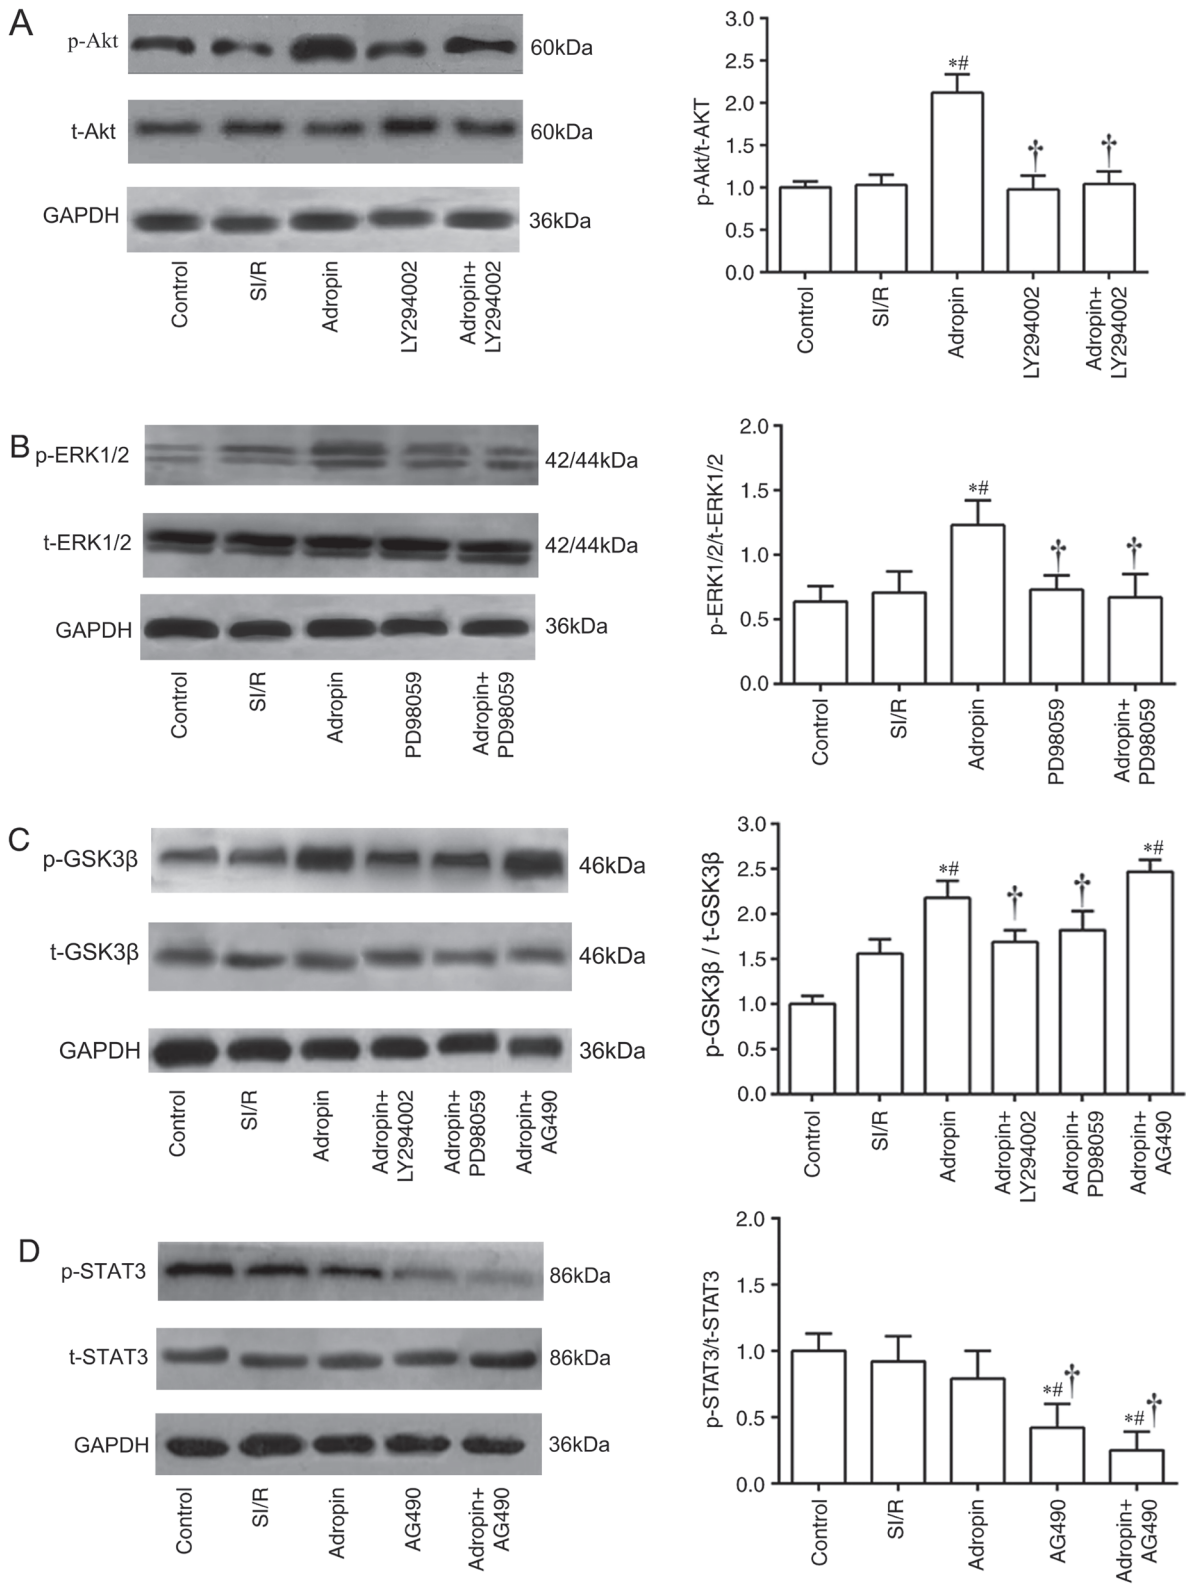 A
p-Akt
60kDa
t-Akt
60kDa
GAPDH
36kDa
Control
SI/R
Adropin
LY294002
Adropin+
LY294002
p-Akt/t-AKT
3.0
2.5
2.0
1.5
1.0
0.5
0.0
*#
†
†
Control
SI/R
Adropin
LY294002
Adropin+
LY294002
B
p-ERK1/2
42/44kDa
t-ERK1/2
42/44kDa
GAPDH
36kDa
Control
SI/R
Adropin
PD98059
Adropin+
PD98059
p-ERK1/2/t-ERK1/2
2.0
1.5
1.0
0.5
0.0
*#
†
†
Control
SI/R
Adropin
PD98059
Adropin+
PD98059
C
p-GSK3β
46kDa
t-GSK3β
46kDa
GAPDH
36kDa
Control
SI/R
Adropin
Adropin+
LY294002
Adropin+
PD98059
Adropin+
AG490
p-GSK3β / t-GSK3β
3.0
2.5
2.0
1.5
1.0
0.5
0.0
*#
†
†
*#
Control
SI/R
Adropin
Adropin+
LY294002
Adropin+
PD98059
Adropin+
AG490
D
p-STAT3
86kDa
t-STAT3
86kDa
GAPDH
36kDa
Control
SI/R
Adropin
AG490
Adropin+
AG490
p-STAT3/t-STAT3
2.0
1.5
1.0
0.5
0.0
*#†
*#†
Control
SI/R
Adropin
AG490
Adropin+
AG490